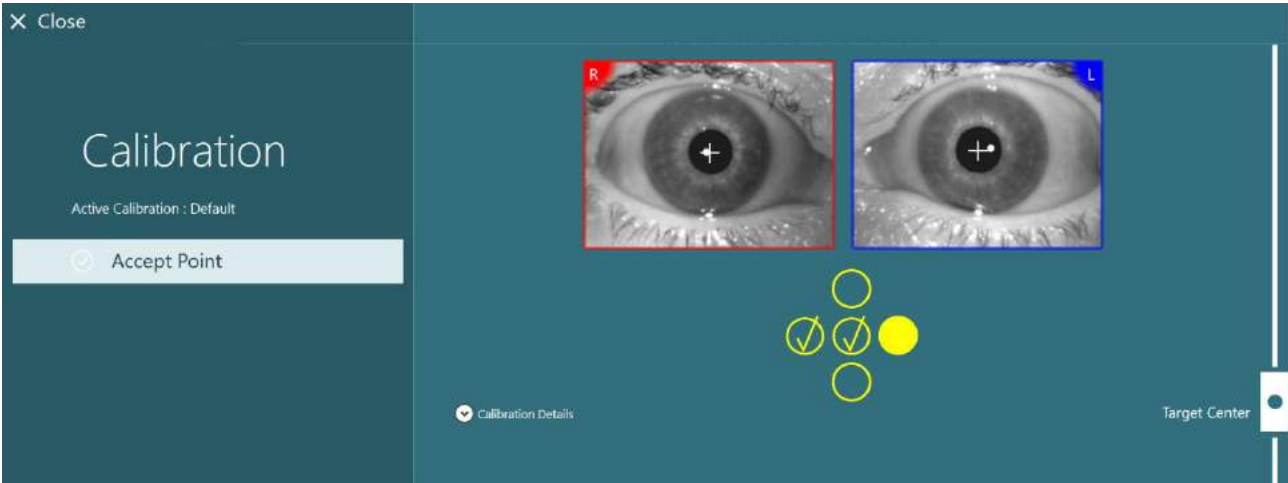 Close
R
L
Calibration
Active Calibration : Default
Accept Point
Calibration Details
Target Center